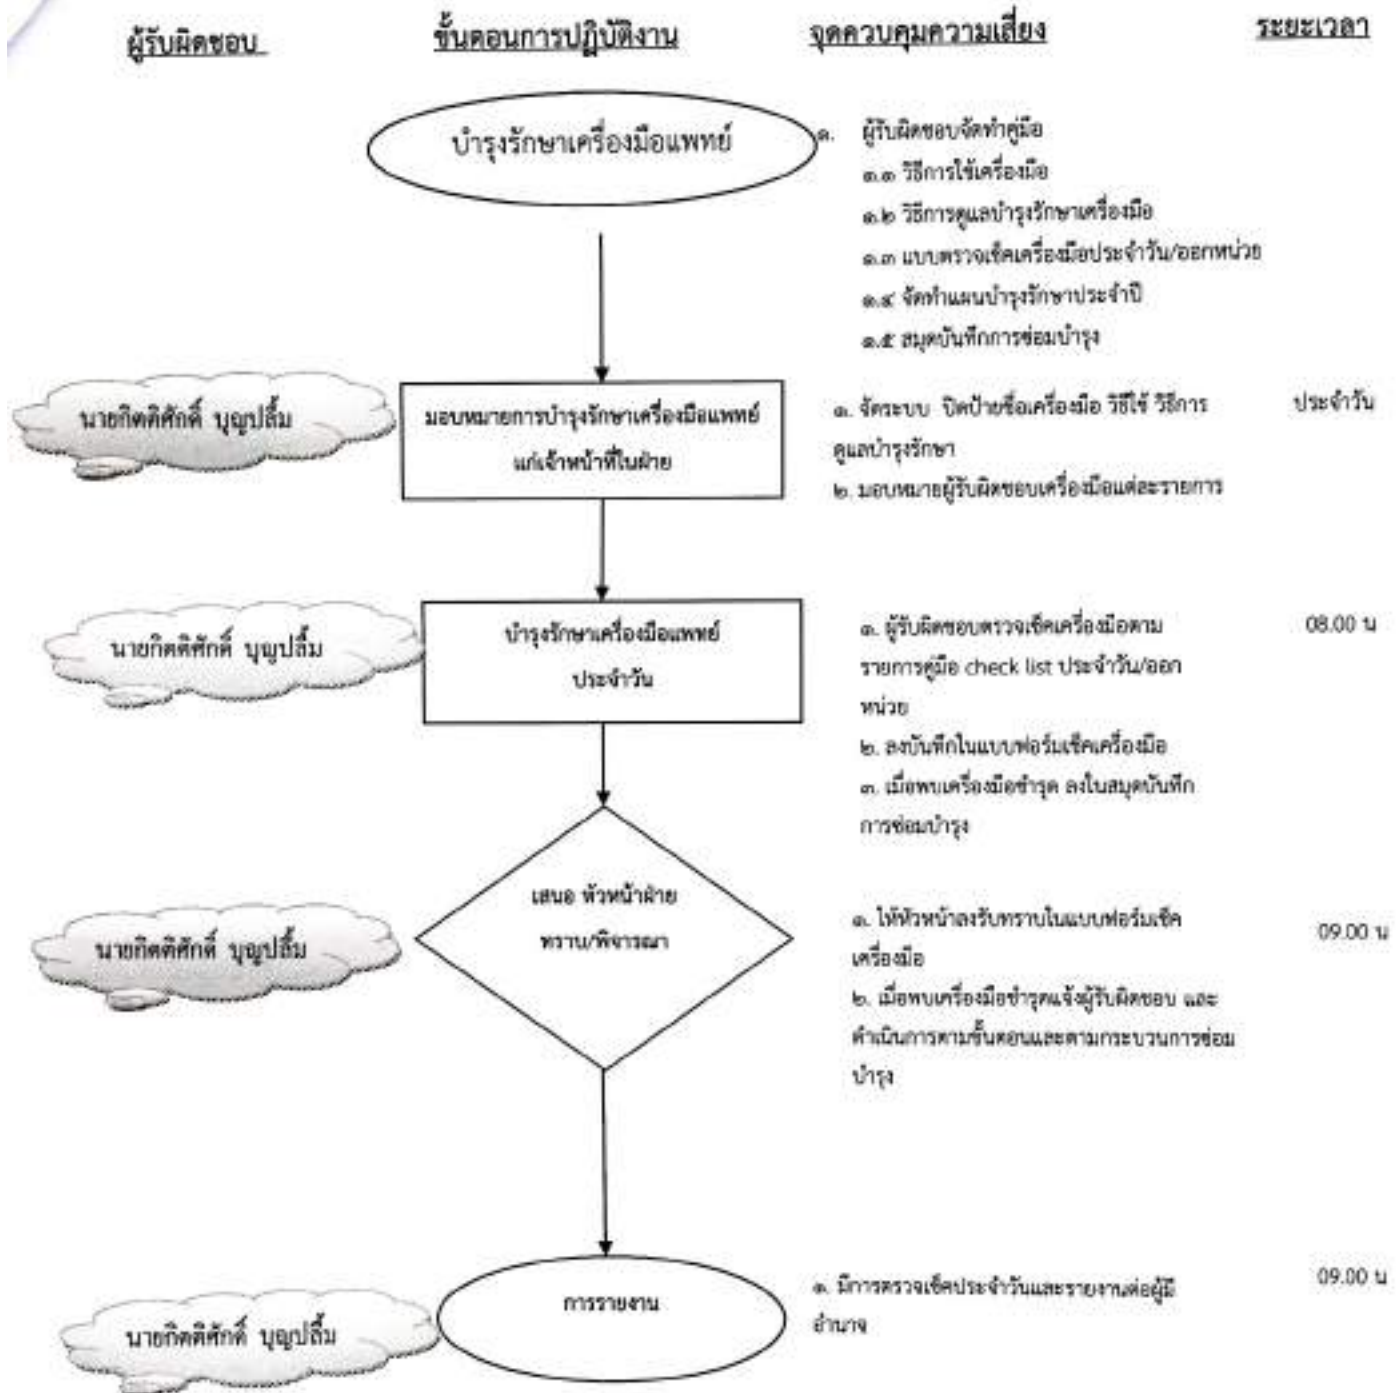 ผู้รับผิดชอบ
ขั้นตอนการปฏิบัติงาน
จุดควบคุมความเสี่ยง
ระยะเวลา
บำรุงรักษาเครื่องมือแพทย์
๑. ผู้รับผิดชอบจัดทำคู่มือ
๑.๑ วิธีการใช้เครื่องมือ
๑.๒ วิธีการดูแลบำรุงรักษาเครื่องมือ
๑.๓ แบบตรวจเช็คเครื่องมือประจำวัน/ออกหน่วย
๑.๔ จัดทำแผนบำรุงรักษาประจำปี
๑.๕ สมุดบันทึกการซ่อมบำรุง
นายกิตติศักดิ์ บุญปลื้ม
มอบหมายการบำรุงรักษาเครื่องมือแพทย์
แก่เจ้าหน้าที่ในฝ่าย
๑. จัดระบบ ปิดป้ายชื่อเครื่องมือ วิธีใช้ วิธีการ
ดูแลบำรุงรักษา
๒. มอบหมายผู้รับผิดชอบเครื่องมือแต่ละรายการ
ประจำวัน
นายกิตติศักดิ์ บุญปลื้ม
บำรุงรักษาเครื่องมือแพทย์
ประจำวัน
๑. ผู้รับผิดชอบตรวจเช็คเครื่องมือตาม
รายการคู่มือ check list ประจำวัน/ออก
หน่วย
๒. ลงบันทึกในแบบฟอร์มเช็คเครื่องมือ
๓. เมื่อพบเครื่องมือชำรุด ลงในสมุดบันทึก
การซ่อมบำรุง
08.00 น
นายกิตติศักดิ์ บุญปลื้ม
เสนอ หัวหน้าฝ่าย
ทราบ/พิจารณา
๑. ให้หัวหน้าลงรับทราบในแบบฟอร์มเช็ค
เครื่องมือ
๒. เมื่อพบเครื่องมือชำรุดแจ้งผู้รับผิดชอบ และ
ดำเนินการตามขั้นตอนและตามกระบวนการซ่อม
บำรุง
09.00 น
นายกิตติศักดิ์ บุญปลื้ม
การรายงาน
๑. มีการตรวจเช็คประจำวันและรายงานต่อผู้มี
อำนาจ
09.00 น